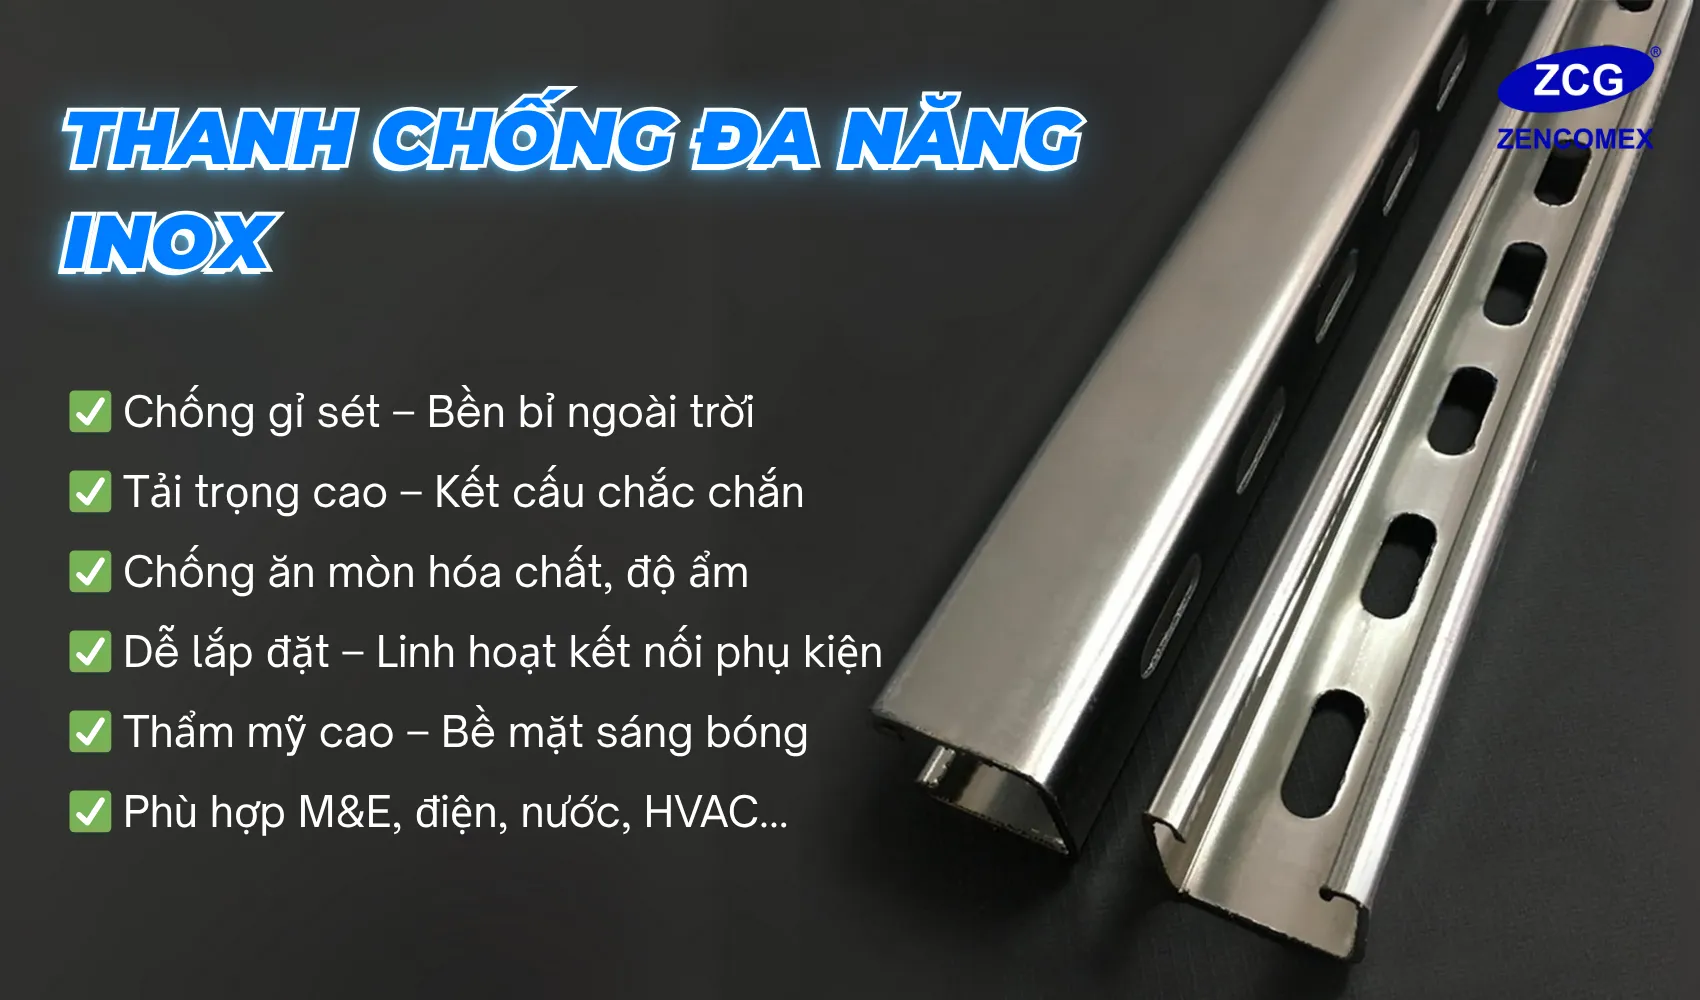 THANH CHỐNG ĐA NĂNG
INOX
ZCG®
ZENCOMEX
✅ Chống gỉ sét – Bền bỉ ngoài trời
✅ Tải trọng cao – Kết cấu chắc chắn
✅ Chống ăn mòn hóa chất, độ ẩm
✅ Dễ lắp đặt – Linh hoạt kết nối phụ kiện
✅ Thẩm mỹ cao – Bề mặt sáng bóng
✅ Phù hợp M&E, điện, nước, HVAC...